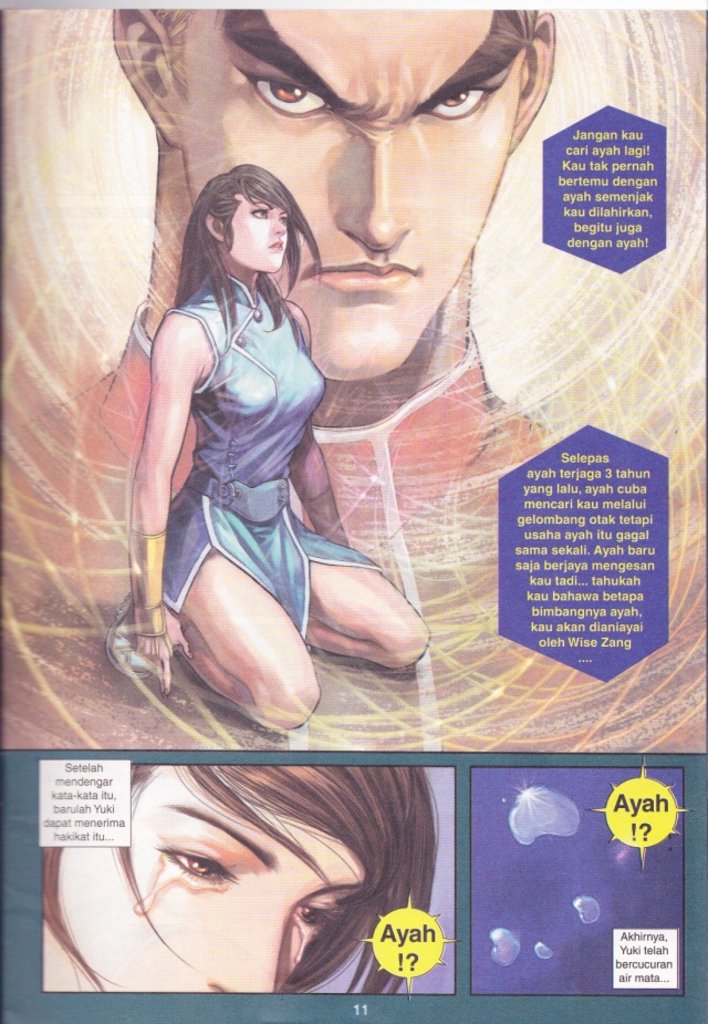 Jangan kau
cari ayah lagi!
Kau tak pernah
bertemu dengan
ayah semenjak
kau dilahirkan,
begitu juga
dengan ayah!
Selepas
ayah terjaga 3 tahun
yang lalu, ayah cuba
mencari kau melalui
gelombang otak tetapi
usaha ayah itu gagal
sama sekali. Ayah baru
saja berjaya mengesan
kau tadi... tahukah
kau bahawa betapa
bimbangnya ayah,
kau akan dianiayai
oleh Wise Zang
....
Setelah
mendengar
kata-kata itu,
barulah Yuki
dapat menerima
hakikat itu...
Ayah
!?
Ayah
!?
Akhirnya,
Yuki telah
bercucuran
air mata...
11